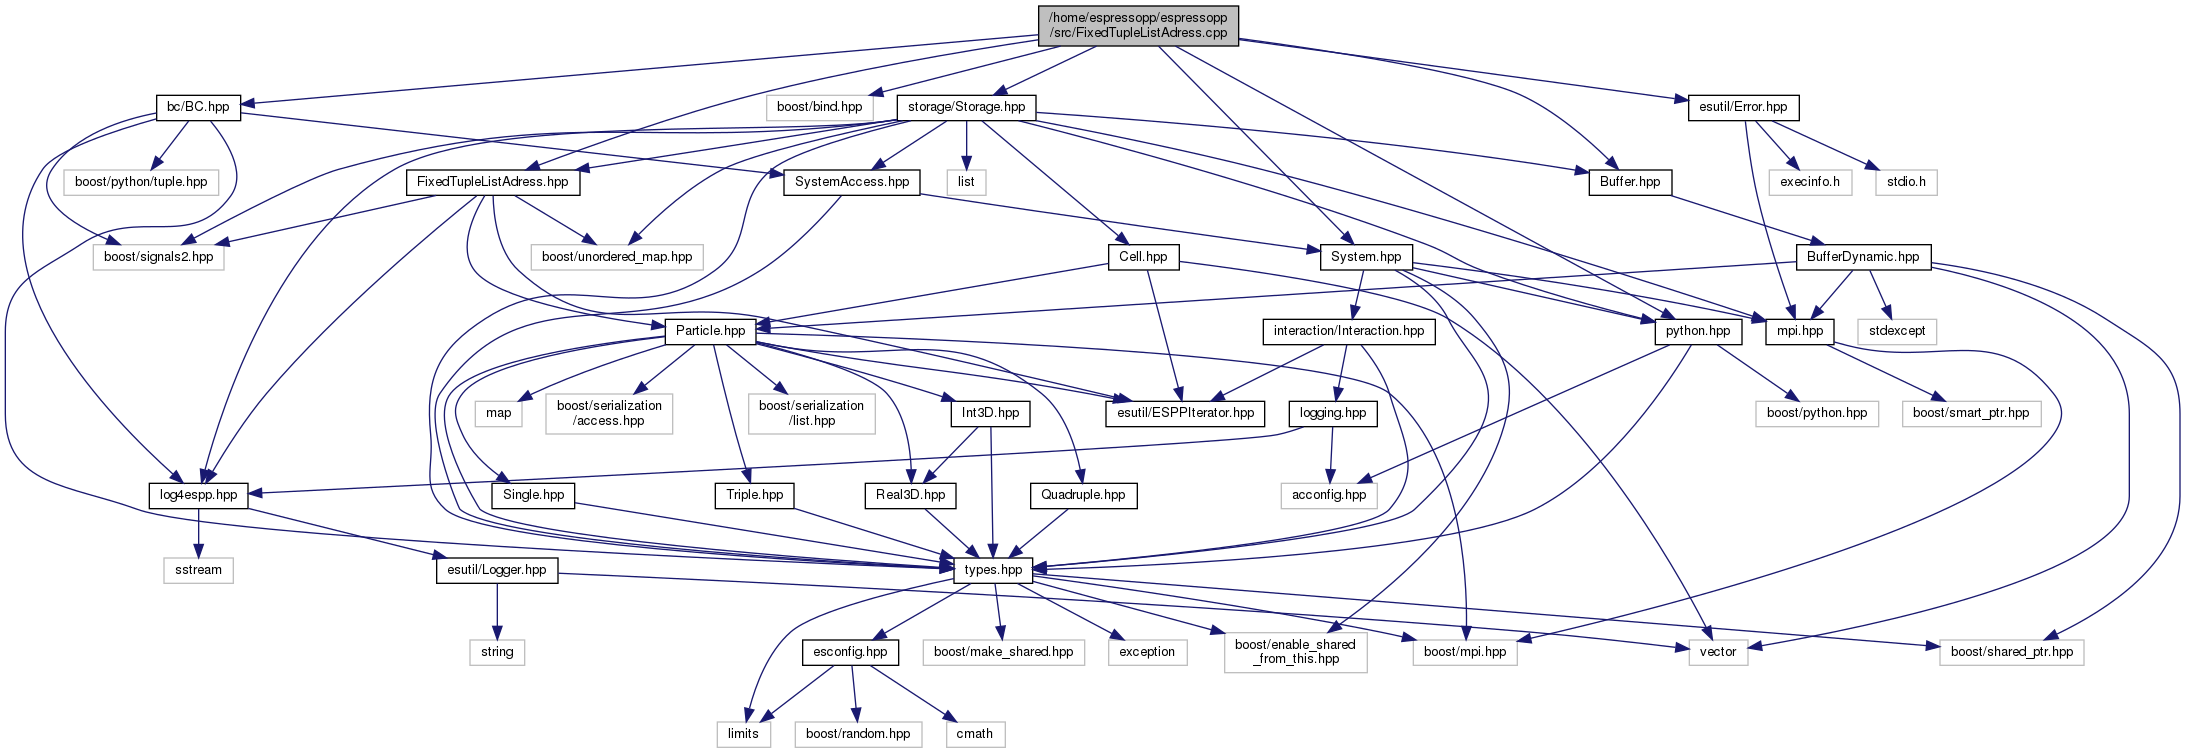 /home/espressopp/espressopp
/src/FixedTupleListAdress.cpp
bc/BC.hpp
boost/bind.hpp
storage/Storage.hpp
esutil/Error.hpp
boost/python/tuple.hpp
FixedTupleListAdress.hpp
SystemAccess.hpp
list
Buffer.hpp
execinfo.h
stdio.h
boost/signals2.hpp
boost/unordered_map.hpp
Cell.hpp
System.hpp
BufferDynamic.hpp
Particle.hpp
interaction/Interaction.hpp
python.hpp
mpi.hpp
stdexcept
map
boost/serialization
/access.hpp
boost/serialization
/list.hpp
Int3D.hpp
esutil/ESPPIterator.hpp
logging.hpp
boost/python.hpp
boost/smart_ptr.hpp
log4espp.hpp
Single.hpp
Triple.hpp
Real3D.hpp
Quadruple.hpp
acconfig.hpp
sstream
esutil/Logger.hpp
types.hpp
string
esconfig.hpp
boost/make_shared.hpp
exception
boost/enable_shared
_from_this.hpp
boost/mpi.hpp
vector
boost/shared_ptr.hpp
limits
boost/random.hpp
cmath